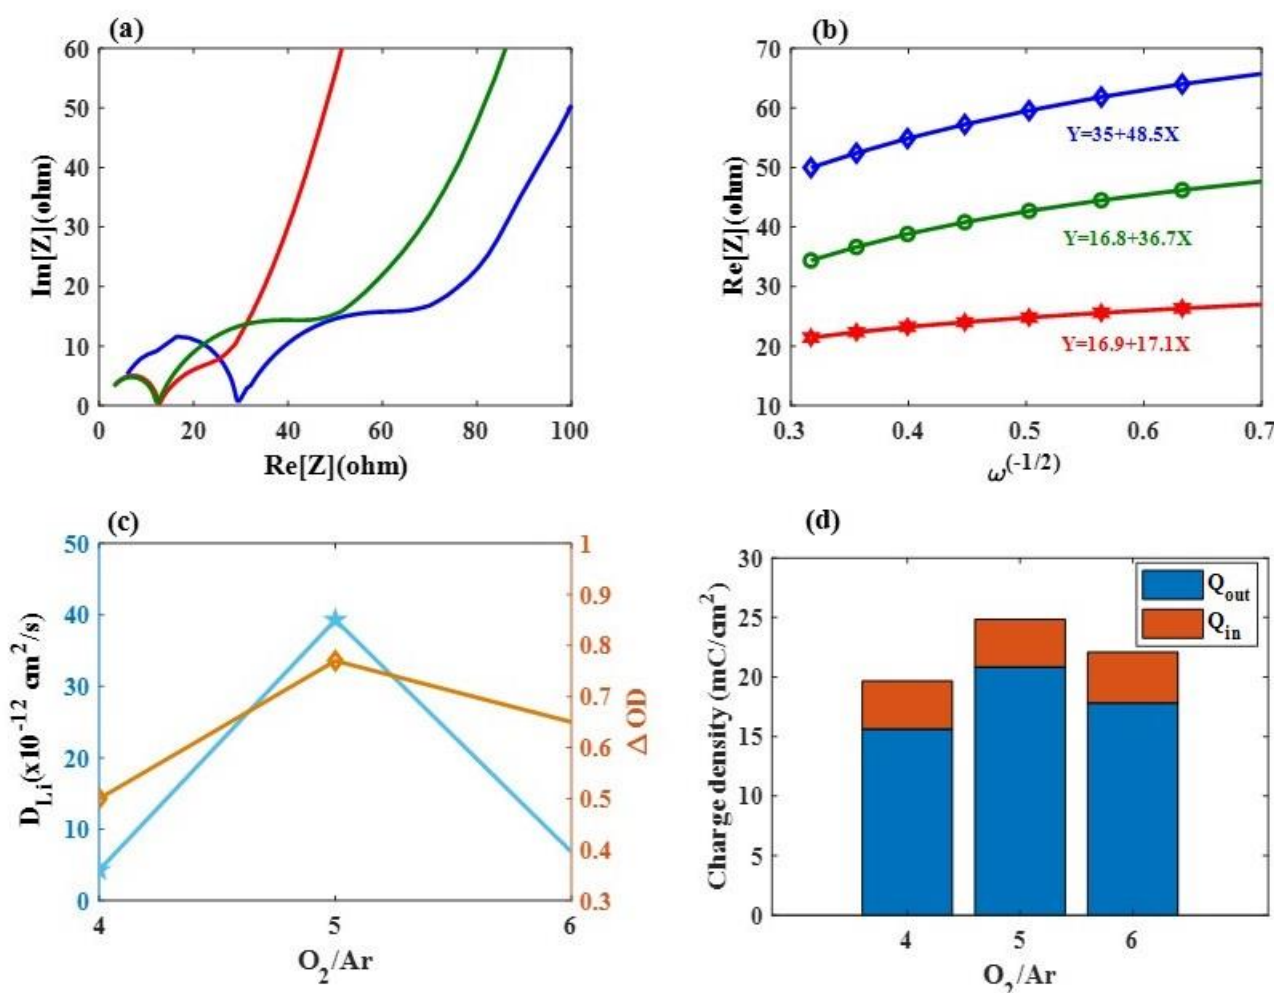 (a)
60
50
40
30
20
10
0
Im[Z](ohm)
0 20 40 60 80 100
Re[Z](ohm)
(b)
70
60
50
40
30
20
10
Re[Z](ohm)
Y=35+48.5X
Y=16.8+36.7X
Y=16.9+17.1X
0.3 0.4 0.5 0.6 0.7
ω(-1/2)
(c)
50
40
30
20
10
0
D_Li(x10^-12 cm^2/s)
1
0.9
0.8
0.7
0.6
0.5
0.4
0.3
Δ OD
4 5 6
O_2/Ar
(d)
30
25
20
15
10
5
0
Charge density (mC/cm^2)
Q_out
Q_in
4 5 6
O_2/Ar